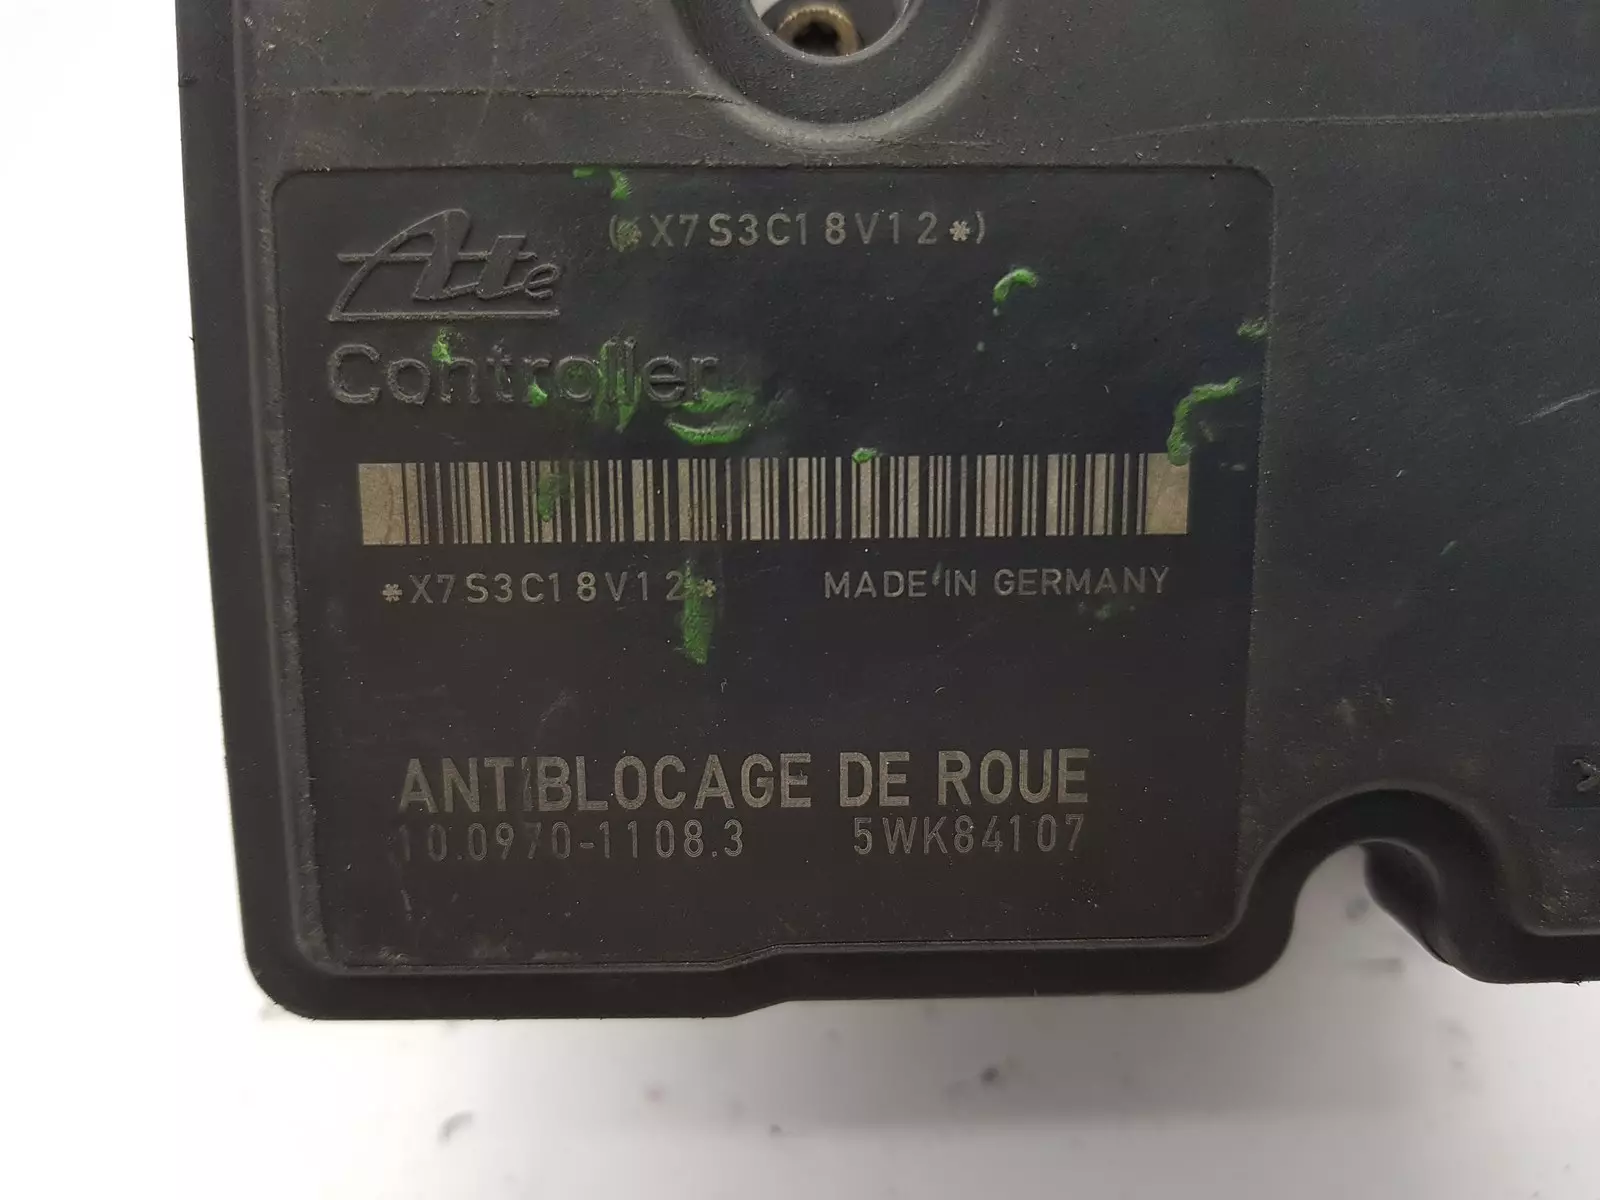 (*X7S3C18V12*)
Ate
Controller
*X7S3C18V12* MADE IN GERMANY
ANTIBLOCAGE DE ROUE
10.0970-1108.3 5WK84107